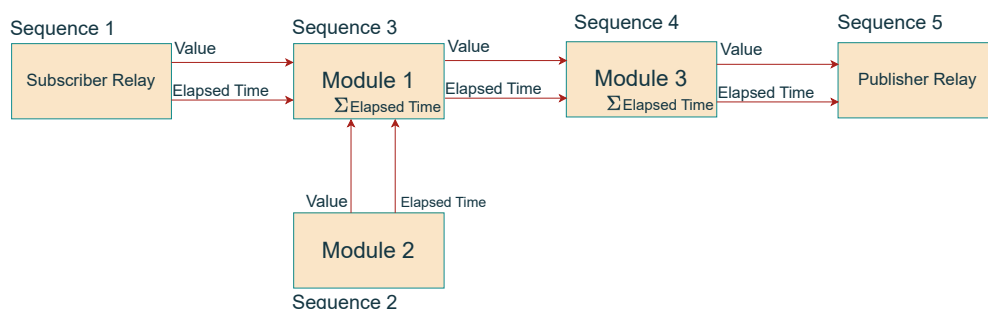 Sequence 1
Sequence 3
Sequence 4
Sequence 5
Value
Value
Value
Subscriber Relay
Module 1
Module 3
Publisher Relay
Elapsed Time
Elapsed Time
Elapsed Time
ΣElapsed Time
ΣElapsed Time
Value
Elapsed Time
Module 2
Sequence 2